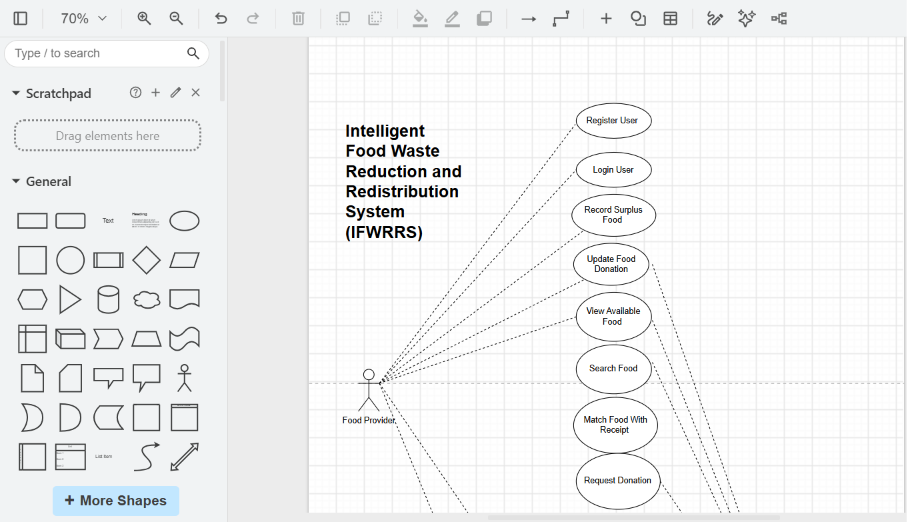 70%
Type / to search
Scratchpad
Drag elements here
General
Text
Heading
List Item
+ More Shapes
Intelligent
Food Waste
Reduction and
Redistribution
System
(IFWRRS)
Register User
Login User
Record Surplus
Food
Update Food
Donation
View Available
Food
Search Food
Match Food With
Receipt
Request Donation
Food Provider